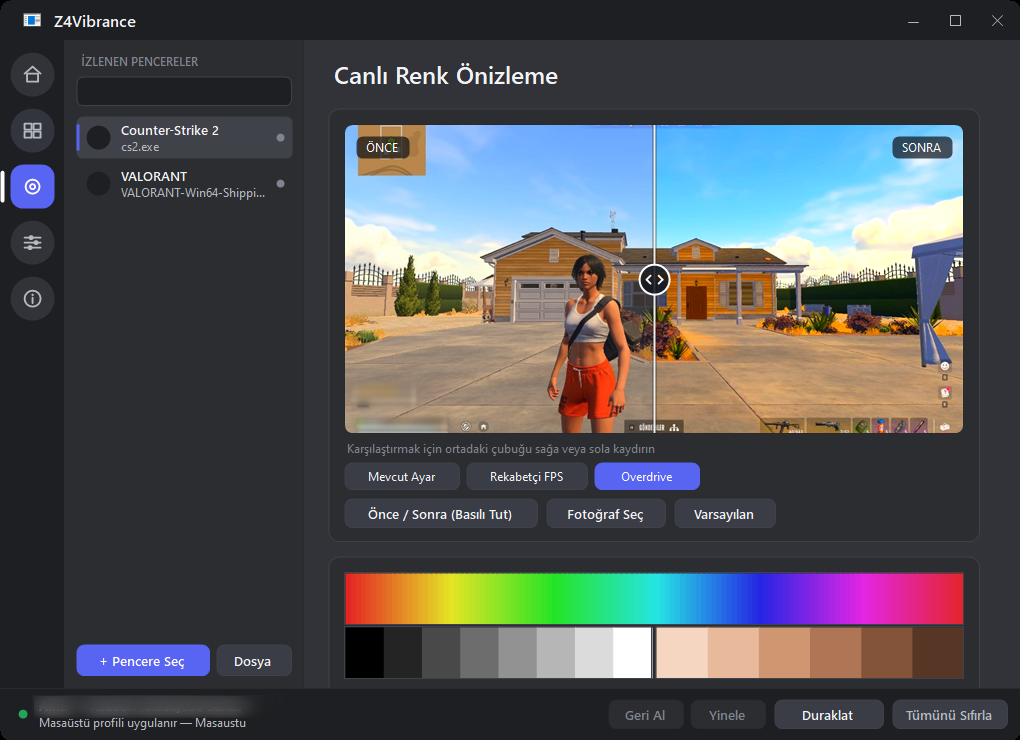 Z4Vibrance
İZLENEN PENCERELER
Counter-Strike 2
cs2.exe
VALORANT
VALORANT-Win64-Shippi...
+ Pencere Seç
Dosya
Canlı Renk Önizleme
ÖNCE
SONRA
Karşılaştırmak için ortadaki çubuğu sağa veya sola kaydırın
Mevcut Ayar
Rekabetçi FPS
Overdrive
Önce / Sonra (Basılı Tut)
Fotoğraf Seç
Varsayılan
Masaüstü profili uygulanır — Masaustu
Geri Al
Yinele
Duraklat
Tümünü Sıfırla